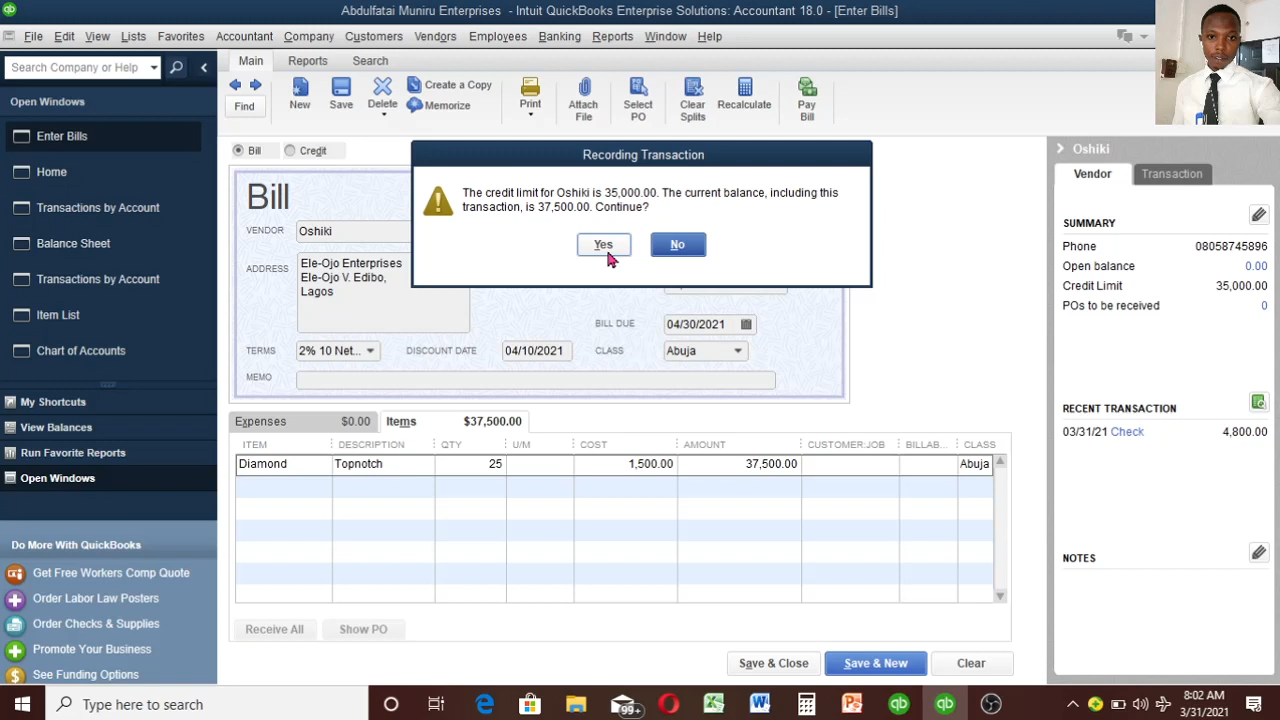 Abdulfatai Muniru Enterprises - Intuit QuickBooks Enterprise Solutions: Accountant 18.0 - [Enter Bills]
File Edit View Lists Favorites Accountant Company Customers Vendors Employees Banking Reports Window Help
Search Company or Help
Main Reports Search
Find
New
Save
Delete
Create a Copy
Memorize
Print
Attach
File
Select
PO
Clear
Splits
Recalculate
Pay
Bill
Open Windows
Enter Bills
Home
Transactions by Account
Balance Sheet
Transactions by Account
Item List
Chart of Accounts
My Shortcuts
View Balances
Run Favorite Reports
Open Windows
Do More With QuickBooks
Get Free Workers Comp Quote
Order Labor Law Posters
Order Checks & Supplies
Promote Your Business
See Funding Options
Bill Credit
Recording Transaction
The credit limit for Oshiki is 35,000.00. The current balance, including this
transaction, is 37,500.00. Continue?
Yes No
Bill
VENDOR Oshiki
ADDRESS
Ele-Ojo Enterprises
Ele-Ojo V. Edibo,
Lagos
BILL DUE 04/30/2021
TERMS 2% 10 Net... DISCOUNT DATE 04/10/2021 CLASS Abuja
MEMO
Expenses $0.00 Items $37,500.00
ITEM DESCRIPTION QTY U/M COST AMOUNT CUSTOMER:JOB BILLAB... CLASS
Diamond Topnotch 25 1,500.00 37,500.00 Abuja
Receive All Show PO
Save & Close Save & New Clear
Oshiki
Vendor Transaction
SUMMARY
Phone 08058745896
Open balance 0.00
Credit Limit 35,000.00
POs to be received 0
RECENT TRANSACTION
03/31/21 Check 4,800.00
NOTES
Type here to search
99+
8:02 AM
3/31/2021